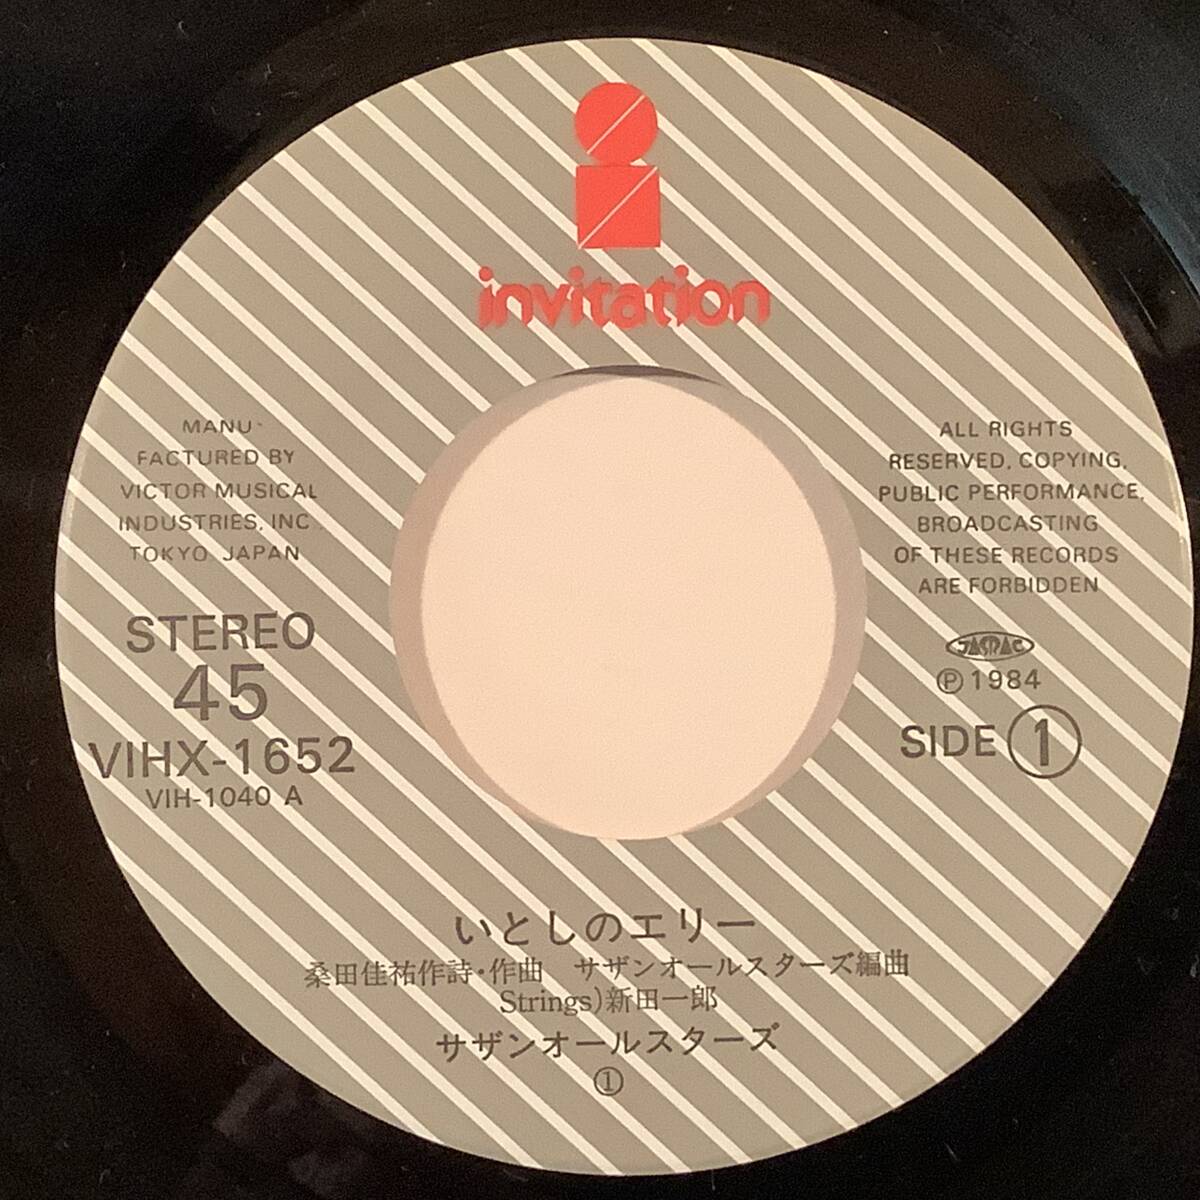 invitation
MANU-
FACTURED BY
VICTOR MUSICAL
INDUSTRIES, INC.
TOKYO, JAPAN
STEREO
45
VIHX-1652
VIH-1040 A
ALL RIGHTS
RESERVED, COPYING,
PUBLIC PERFORMANCE,
BROADCASTING
OF THESE RECORDS
ARE FORBIDDEN
JASRAC
Ⓟ1984
SIDE ①
いとしのエリー
桑田佳祐作詩・作曲 サザンオールスターズ編曲
Strings)新田一郎
サザンオールスターズ
①